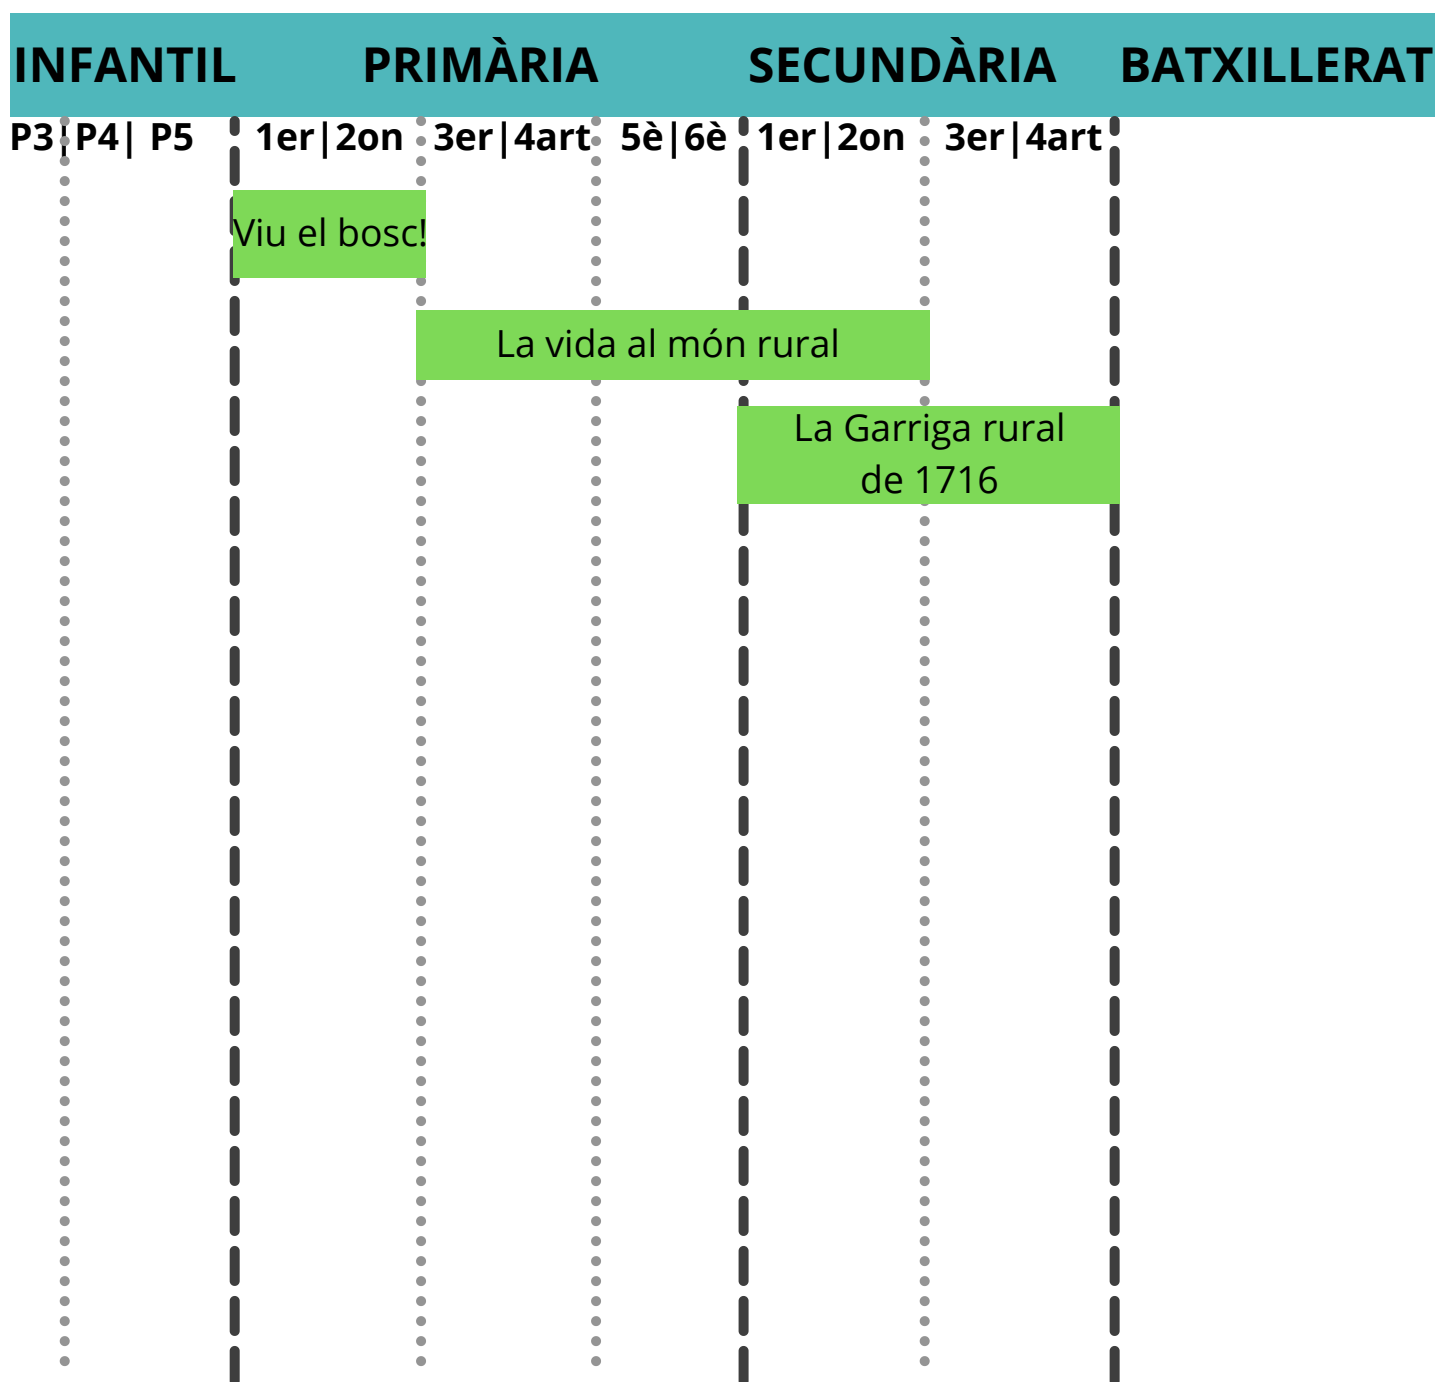 INFANTIL PRIMÀRIA SECUNDÀRIA BATXILLERAT
P3|P4| P5 1er|2on 3er|4art 5è|6è 1er|2on 3er|4art
Viu el bosc!
La vida al món rural
La Garriga rural
de 1716